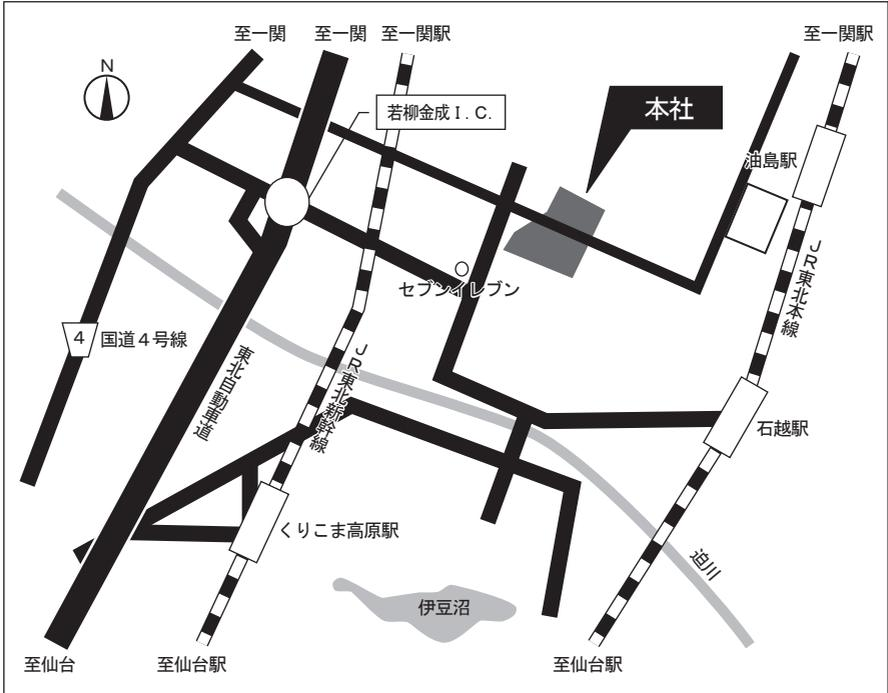 至一関
至一関
至一関駅
至一関駅
N
若柳金成 I. C.
本社
油島駅
JR東北本線
セブンイレブン
4
国道4号線
東北自動車道
JR東北新幹線
石越駅
くりこま高原駅
迫川
伊豆沼
至仙台
至仙台駅
至仙台駅